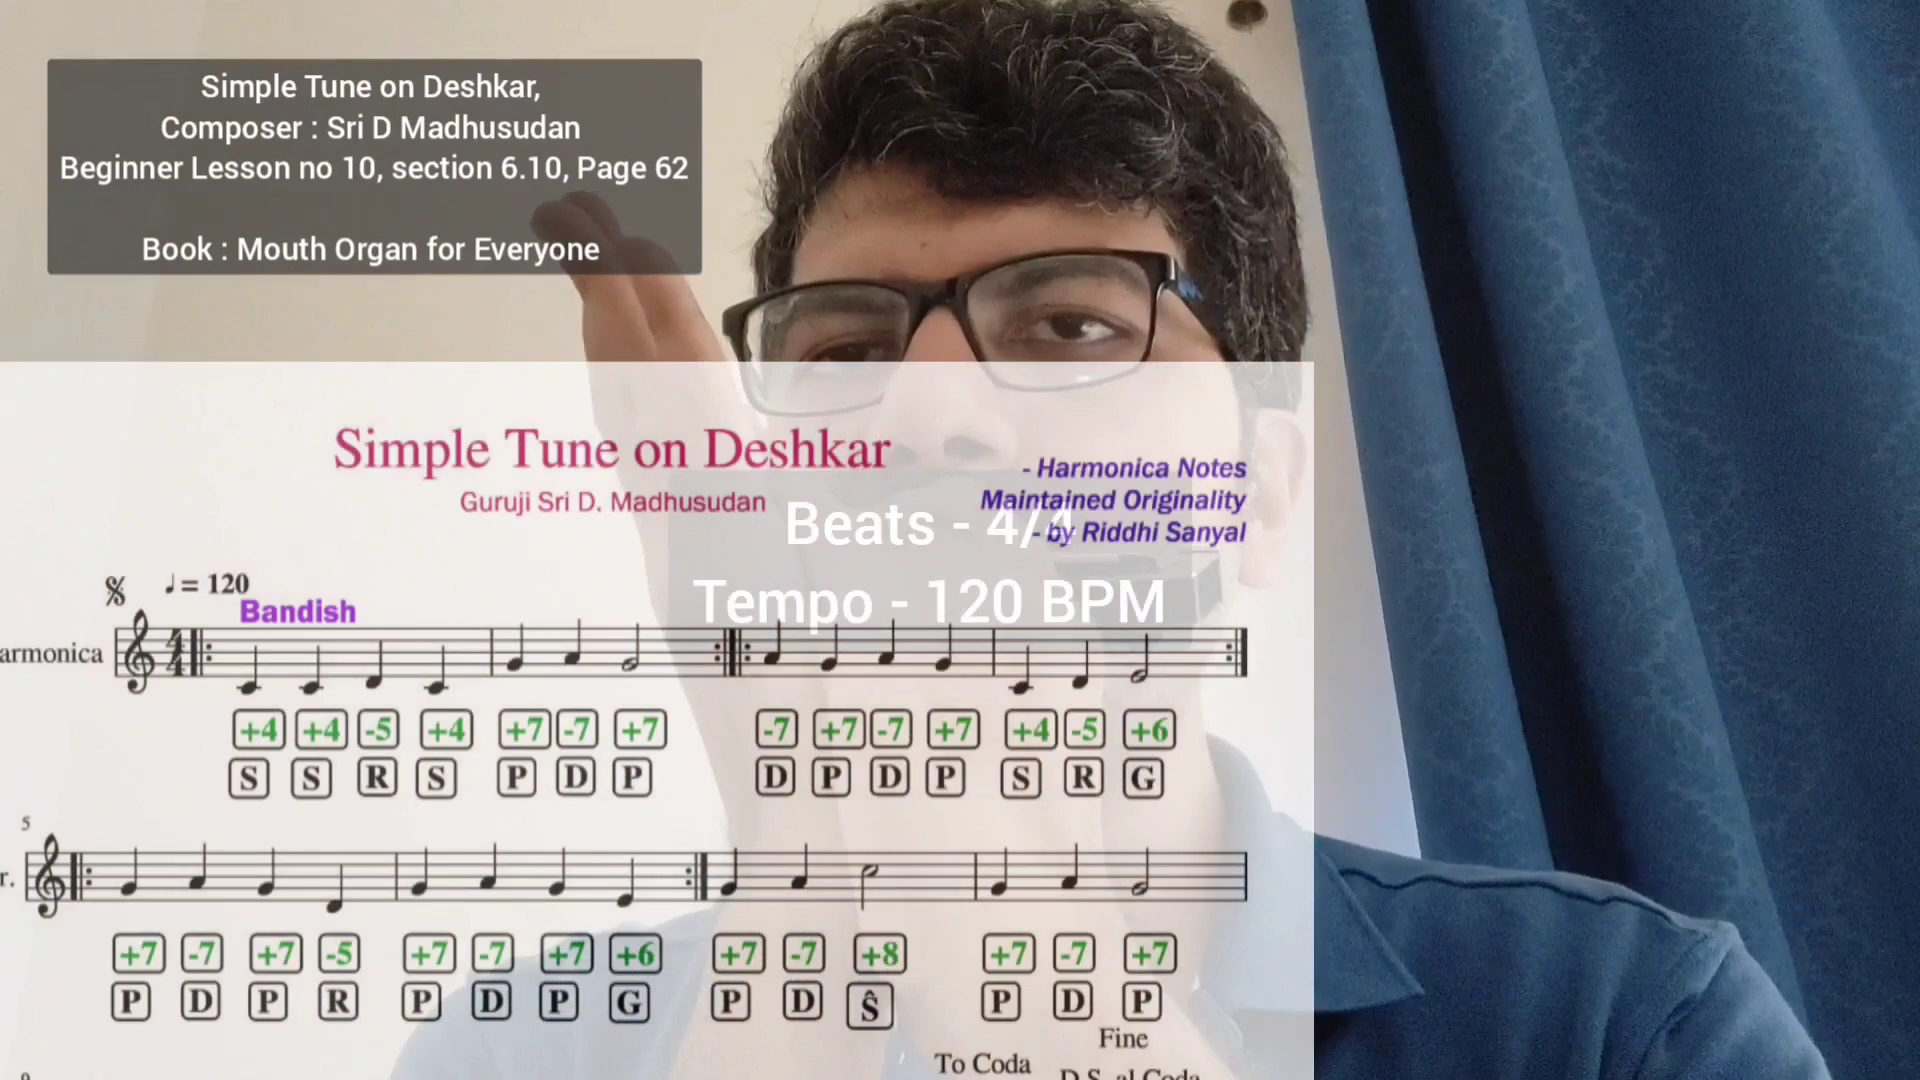 Simple Tune on Deshkar,
Composer : Sri D Madhusudan
Beginner Lesson no 10, section 6.10, Page 62
Book : Mouth Organ for Everyone
Simple Tune on Deshkar
Guruji Sri D. Madhusudan
- Harmonica Notes
Maintained Originality
- by Riddhi Sanyal
Beats - 4/4
Tempo - 120 BPM
♩ = 120
Bandish
armonica
4/4
+4 +4 -5 +4 +7 -7 +7 -7 +7 -7 +7 +4 -5 +6
S S R S P D P D P D P S R G
5
r.
+7 -7 +7 -5 +7 -7 +7 +6 +7 -7 +8 +7 -7 +7
P D P R P D P G P D Ŝ P D P
Fine
To Coda
D.S. al Coda